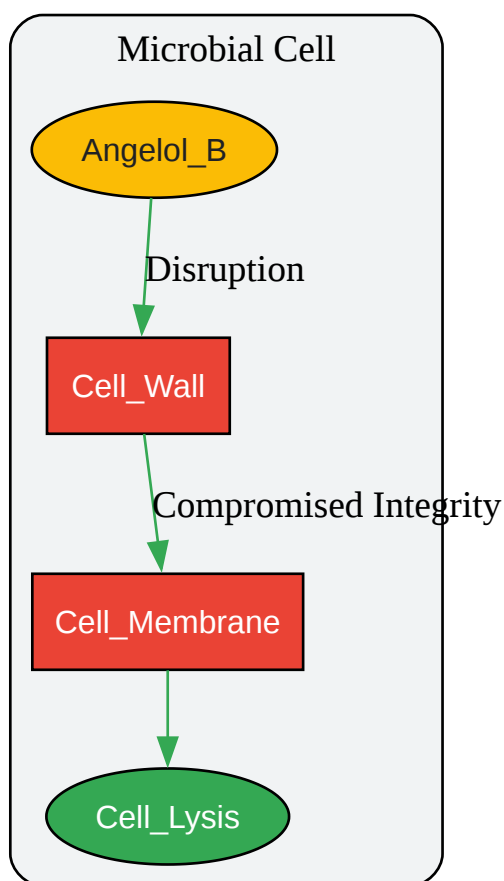 Microbial Cell
Angelol_B
Disruption
Cell_Wall
Compromised Integrity
Cell_Membrane
Cell_Lysis